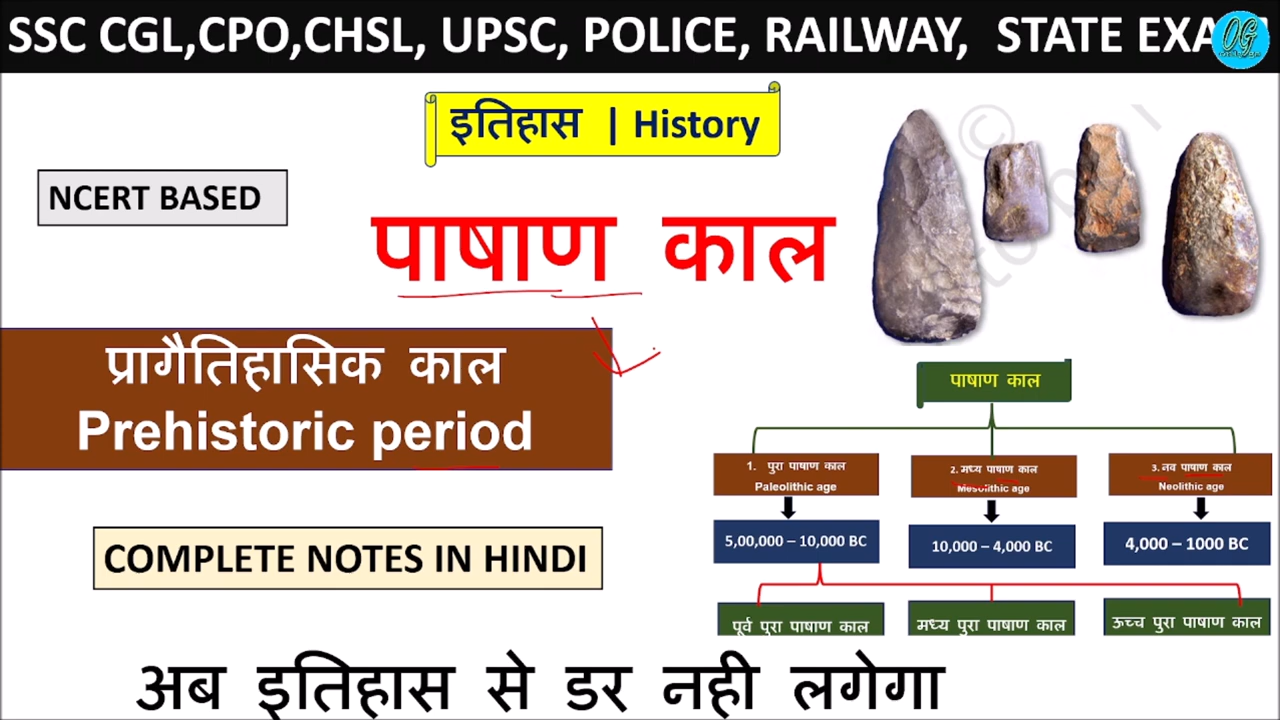 SSC CGL,CPO,CHSL, UPSC, POLICE, RAILWAY, STATE EXA
OG
इतिहास | History
NCERT BASED
पाषाण काल
प्रागैतिहासिक काल
Prehistoric period
COMPLETE NOTES IN HINDI
पाषाण काल
1. पुरा पाषाण काल
Paleolithic age
2. मध्य पाषाण काल
Mesolithic age
3. नव पाषाण काल
Neolithic age
5,00,000 – 10,000 BC
10,000 – 4,000 BC
4,000 – 1000 BC
पूर्व पुरा पाषाण काल
मध्य पुरा पाषाण काल
ऊच्च पुरा पाषाण काल
अब इतिहास से डर नही लगेगा